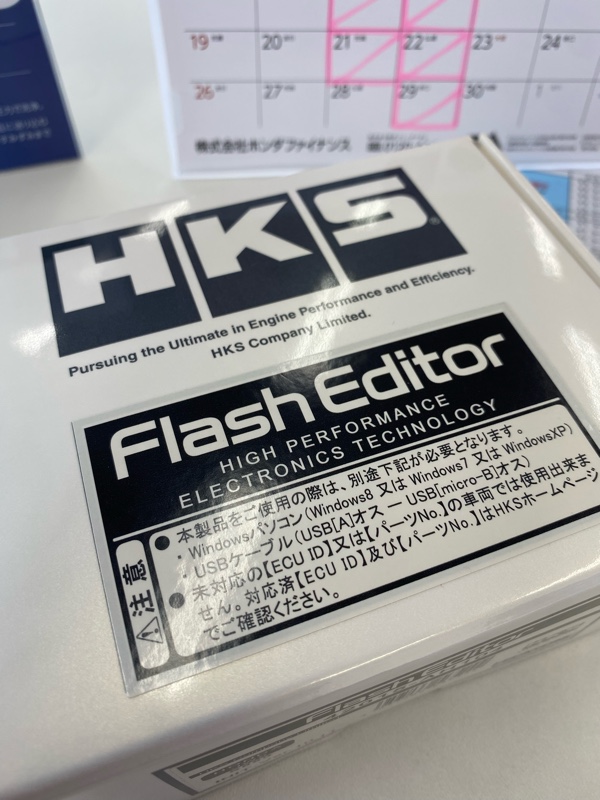 19
20
21
22
23
24
26
27
28
29
30
1
株式会社ホンダファイナンス
HKS®
Pursuing the Ultimate in Engine Performance and Efficiency.
HKS Company Limited.
Flash Editor
HIGH PERFORMANCE
ELECTRONICS TECHNOLOGY
⚠注意
●本製品をご使用の際は、別途下記が必要となります。
・Windowsパソコン(Windows8 又は Windows7 又は WindowsXP)
・USBケーブル(USB[A]オス ー USB[micro-B]オス)
●未対応の【ECU ID】又は【パーツNo.】の車両では使用出来ま
せん。対応済【ECU ID】及び【パーツNo.】はHKSホームページ
でご確認ください。
Flash Editor